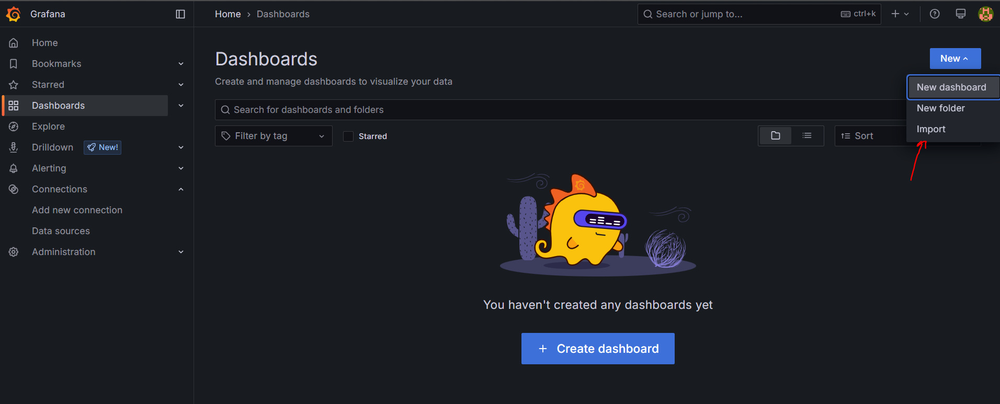 Grafana
Home › Dashboards
Search or jump to...
ctrl+k
Home
Bookmarks
Starred
Dashboards
Explore
Drilldown
New!
Alerting
Connections
Add new connection
Data sources
Administration
Dashboards
Create and manage dashboards to visualize your data
New
New dashboard
New folder
Import
Search for dashboards and folders
Filter by tag
Starred
Sort
You haven't created any dashboards yet
+ Create dashboard